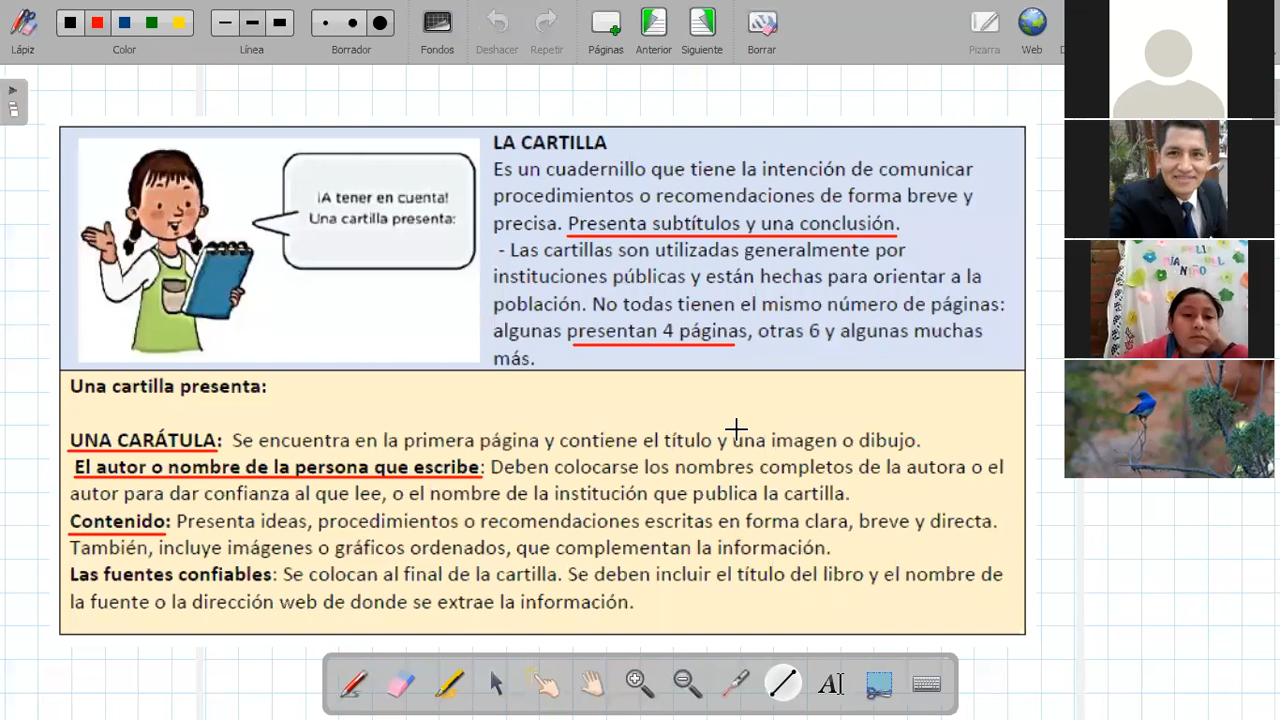 Lápiz
Color
Línea
Borrador
Fondos
Deshacer
Repetir
Páginas
Anterior
Siguiente
Borrar
Pizarra
Web
¡A tener en cuenta!
Una cartilla presenta:
LA CARTILLA
Es un cuadernillo que tiene la intención de comunicar
procedimientos o recomendaciones de forma breve y
precisa. Presenta subtítulos y una conclusión.
- Las cartillas son utilizadas generalmente por
instituciones públicas y están hechas para orientar a la
población. No todas tienen el mismo número de páginas:
algunas presentan 4 páginas, otras 6 y algunas muchas
más.
Una cartilla presenta:
UNA CARÁTULA: Se encuentra en la primera página y contiene el título y una imagen o dibujo.
El autor o nombre de la persona que escribe: Deben colocarse los nombres completos de la autora o el
autor para dar confianza al que lee, o el nombre de la institución que publica la cartilla.
Contenido: Presenta ideas, procedimientos o recomendaciones escritas en forma clara, breve y directa.
También, incluye imágenes o gráficos ordenados, que complementan la información.
Las fuentes confiables: Se colocan al final de la cartilla. Se deben incluir el título del libro y el nombre de
la fuente o la dirección web de donde se extrae la información.